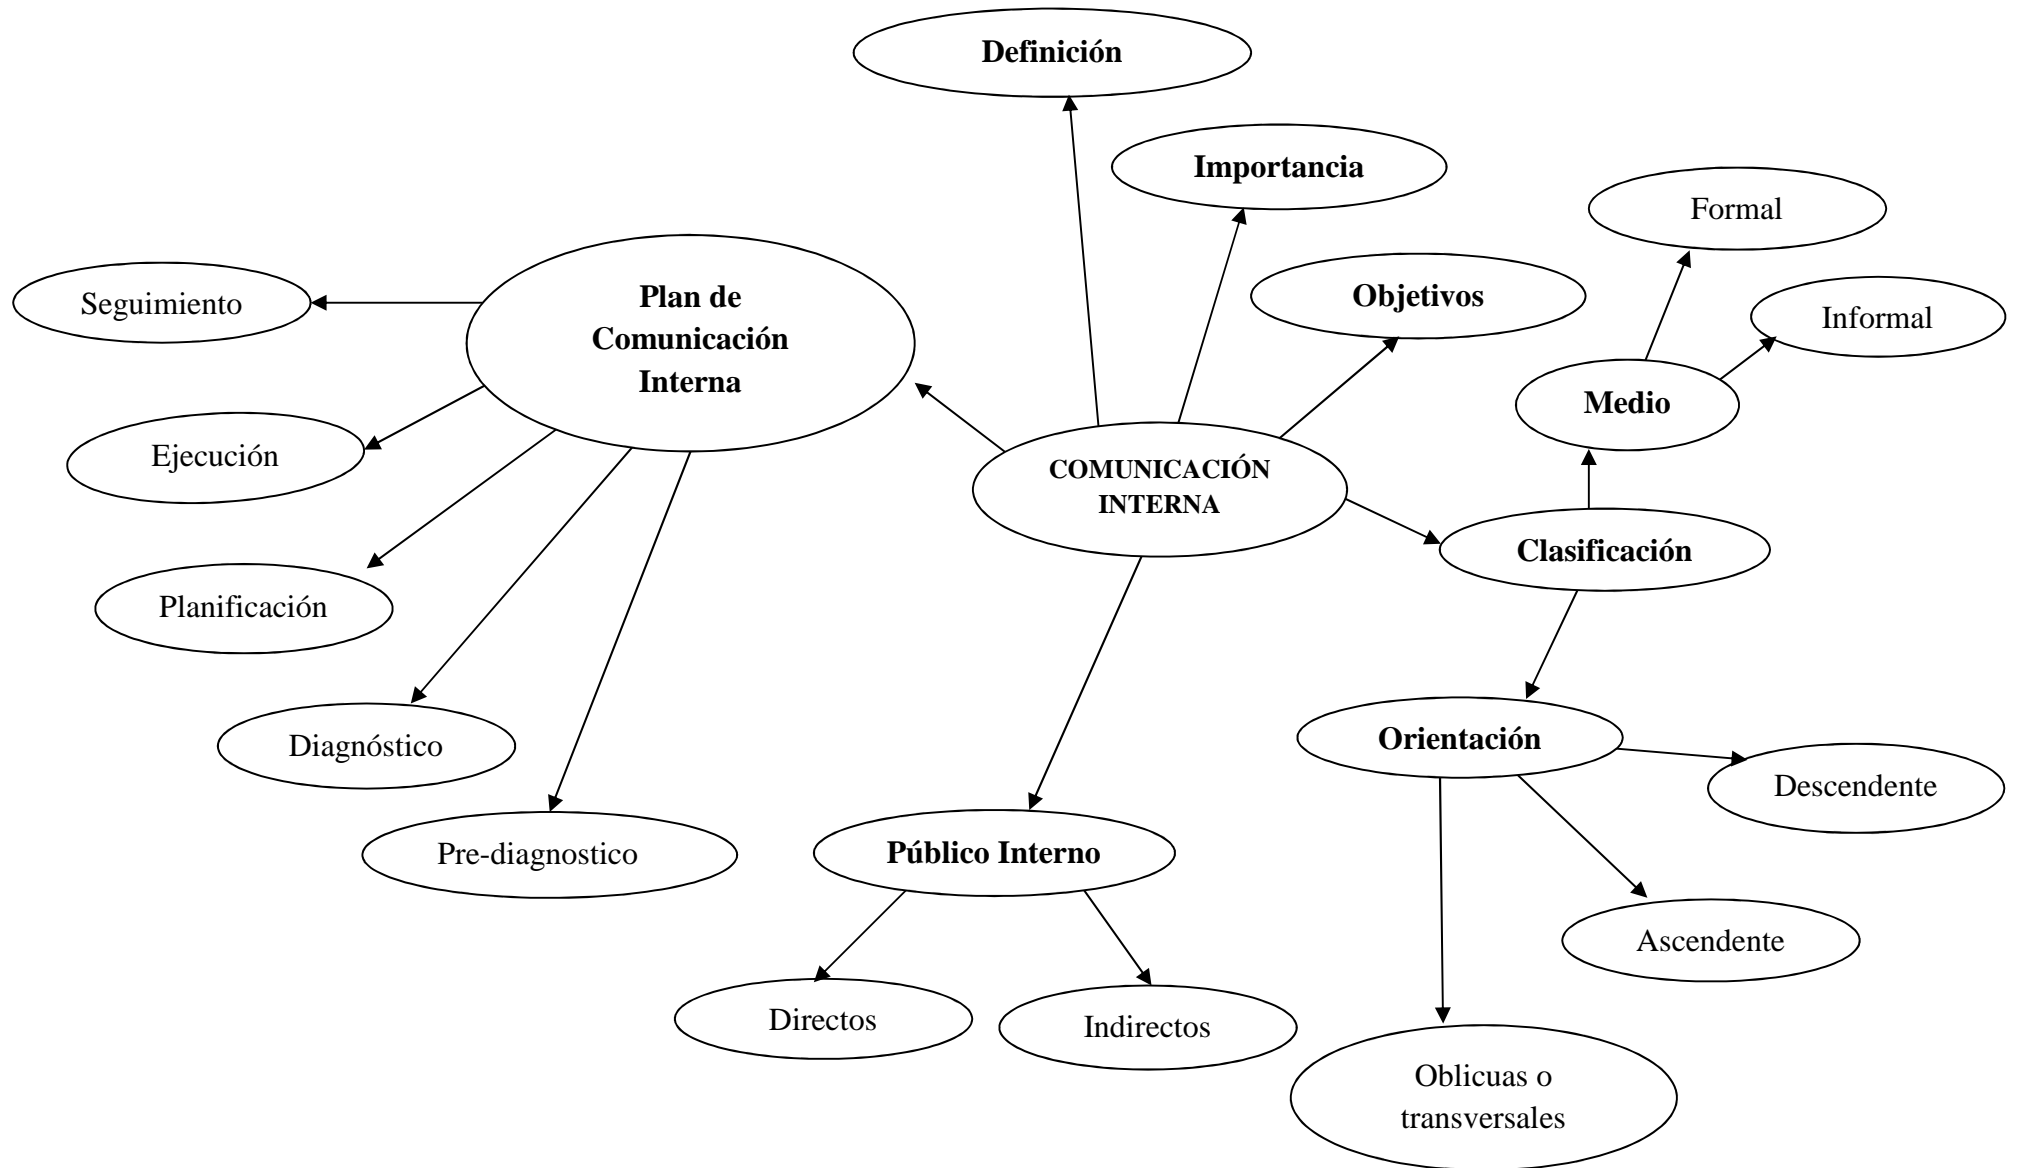 Definición
Importancia
Formal
Objetivos
Informal
Plan de
Comunicación
Interna
Seguimiento
Medio
Ejecución
COMUNICACIÓN
INTERNA
Clasificación
Planificación
Orientación
Diagnóstico
Descendente
Pre-diagnostico
Público Interno
Ascendente
Directos
Indirectos
Oblicuas o
transversales